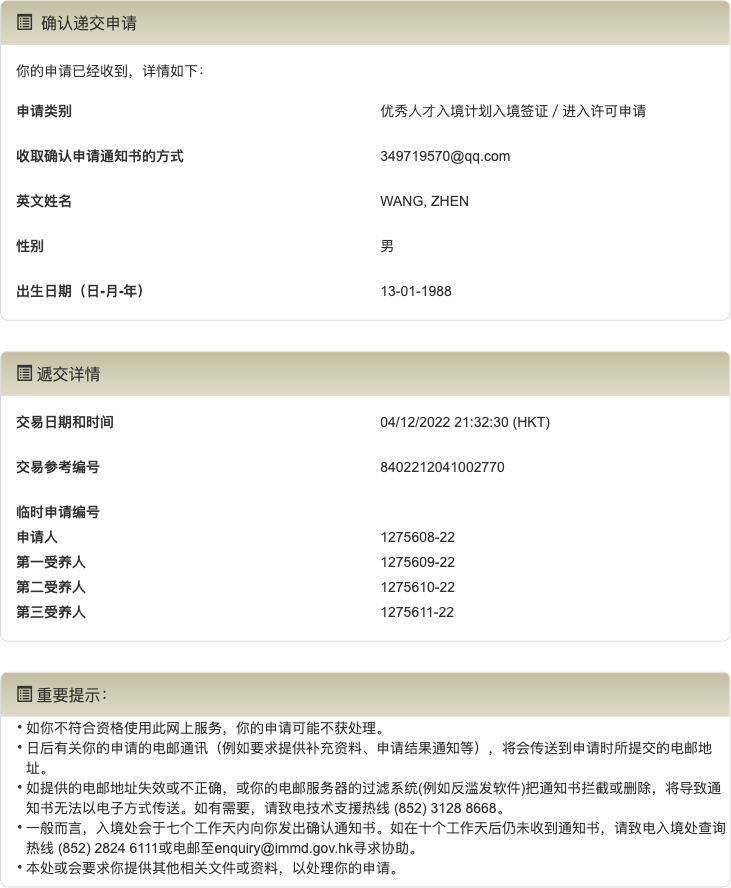 确认递交申请
你的申请已经收到，详情如下：
申请类别 优秀人才入境计划入境签证 / 进入许可申请
收取确认申请通知书的方式 349719570@qq.com
英文姓名 WANG, ZHEN
性别 男
出生日期（日-月-年） 13-01-1988
遞交详情
交易日期和时间 04/12/2022 21:32:30 (HKT)
交易参考编号 8402212041002770
临时申请编号
申请人 1275608-22
第一受养人 1275609-22
第二受养人 1275610-22
第三受养人 1275611-22
重要提示：
• 如你不符合资格使用此网上服务，你的申请可能不获处理。
• 日后有关你的申请的电邮通讯（例如要求提供补充资料、申请结果通知等），将会传送到申请时所提交的电邮地
址。
• 如提供的电邮地址失效或不正确，或你的电邮服务器的过滤系统(例如反滥发软件)把通知书拦截或删除，将导致通
知书无法以电子方式传送。如有需要，请致电技术支援热线 (852) 3128 8668。
• 一般而言，入境处会于七个工作天内向你发出确认通知书。如在十个工作天后仍未收到通知书，请致电入境处查询
热线 (852) 2824 6111或电邮至enquiry@immd.gov.hk寻求协助。
• 本处或会要求你提供其他相关文件或资料，以处理你的申请。